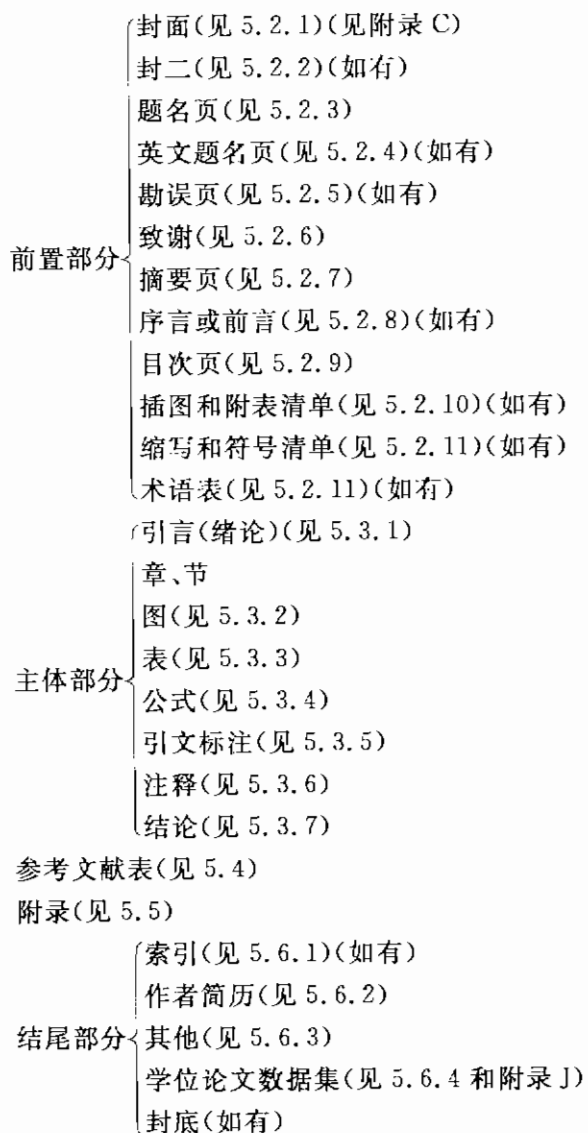 封面(见 5.2.1)(见附录 C)
封二(见 5.2.2)(如有)
题名页(见 5.2.3)
英文题名页(见 5.2.4)(如有)
勘误页(见 5.2.5)(如有)
致谢(见 5.2.6)
前置部分
摘要页(见 5.2.7)
序言或前言(见 5.2.8)(如有)
目次页(见 5.2.9)
插图和附表清单(见 5.2.10)(如有)
缩写和符号清单(见 5.2.11)(如有)
术语表(见 5.2.11)(如有)
引言(绪论)(见 5.3.1)
章、节
图(见 5.3.2)
表(见 5.3.3)
主体部分
公式(见 5.3.4)
引文标注(见 5.3.5)
注释(见 5.3.6)
结论(见 5.3.7)
参考文献表(见 5.4)
附录(见 5.5)
索引(见 5.6.1)(如有)
作者简历(见 5.6.2)
结尾部分
其他(见 5.6.3)
学位论文数据集(见 5.6.4 和附录 J)
封底(如有)